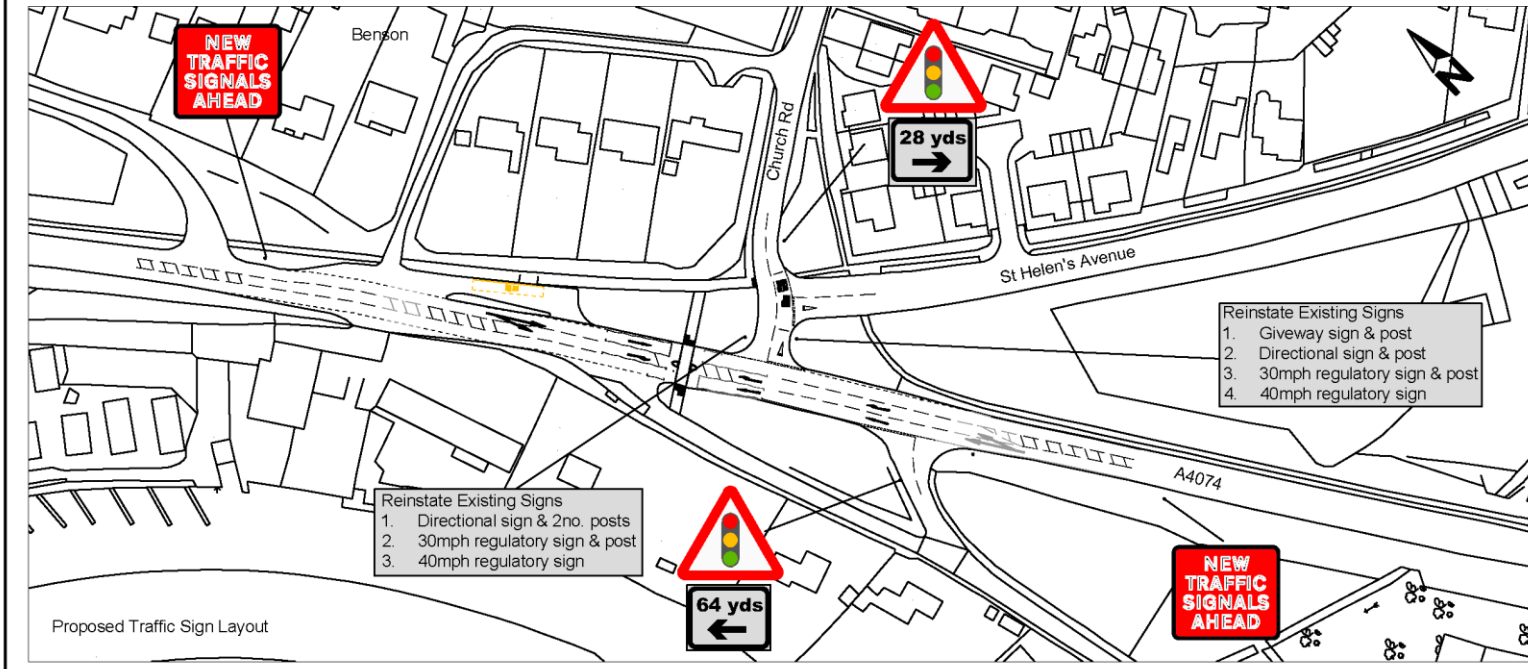 NEW
TRAFFIC
SIGNALS
AHEAD
Benson
Church Rd
28 yds
N
St Helen's Avenue
Reinstate Existing Signs
1. Giveway sign & post
2. Directional sign & post
3. 30mph regulatory sign & post
4. 40mph regulatory sign
A4074
Reinstate Existing Signs
1. Directional sign & 2no. posts
2. 30mph regulatory sign & post
3. 40mph regulatory sign
64 yds
NEW
TRAFFIC
SIGNALS
AHEAD
Proposed Traffic Sign Layout